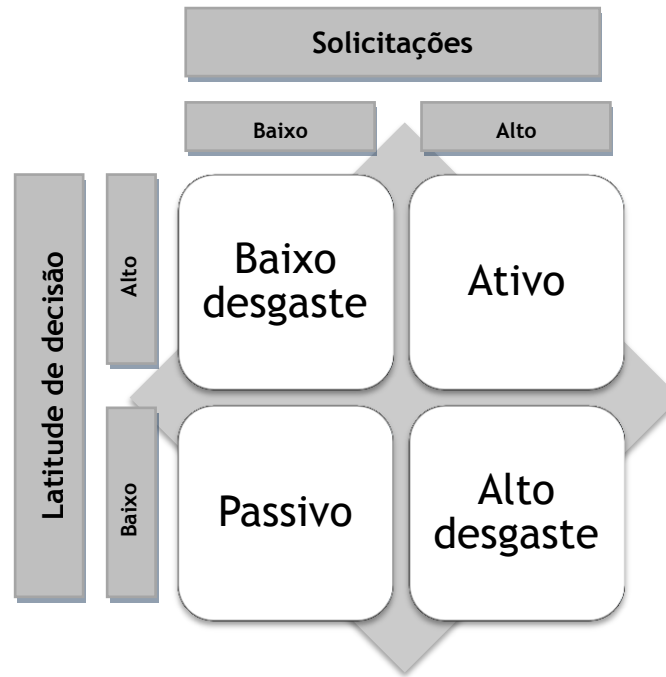 Solicitações
Baixo
Alto
Latitude de decisão
Alto
Baixo
desgaste
Ativo
Baixo
Passivo
Alto
desgaste